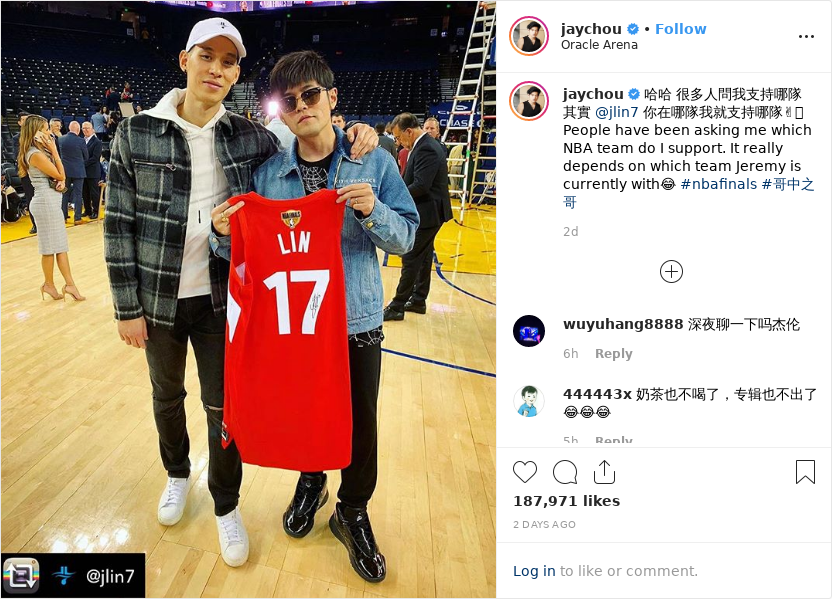 jaychou • Follow
Oracle Arena
jaychou 哈哈 很多人問我支持哪隊
其實 @jlin7 你在哪隊我就支持哪隊✌
People have been asking me which
NBA team do I support. It really
depends on which team Jeremy is
currently with😂 #nbafinals #哥中之
哥
2d
wuyuhang8888 深夜聊一下吗杰伦
6h Reply
444443x 奶茶也不喝了，专辑也不出了
😂😂😂
5h Reply
187,971 likes
2 DAYS AGO
Log in to like or comment.
LIN
17
@jlin7